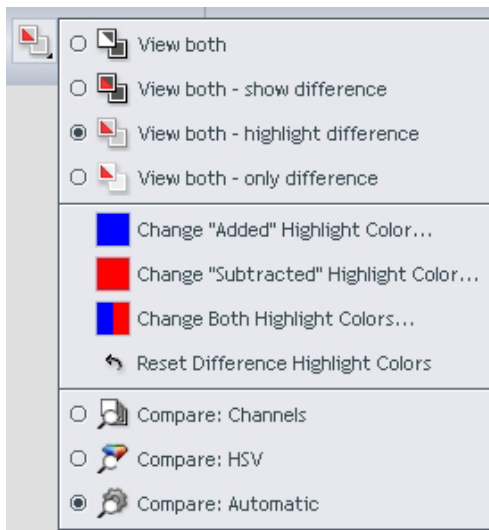 View both
View both - show difference
View both - highlight difference
View both - only difference
Change "Added" Highlight Color...
Change "Subtracted" Highlight Color...
Change Both Highlight Colors...
Reset Difference Highlight Colors
Compare: Channels
Compare: HSV
Compare: Automatic